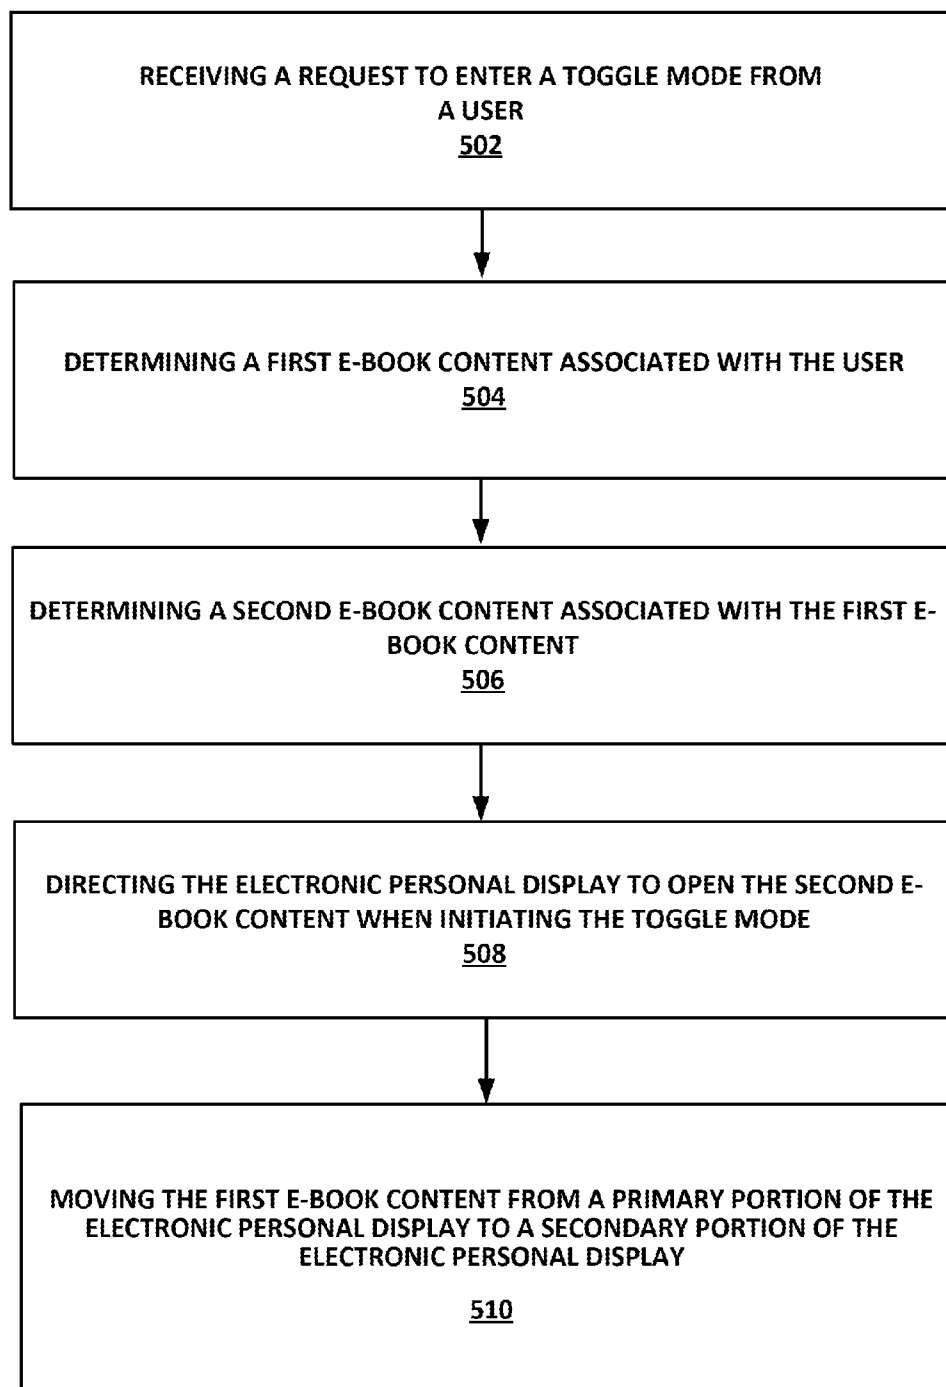 RECEIVING A REQUEST TO ENTER A TOGGLE MODE FROM
A USER
502
DETERMINING A FIRST E-BOOK CONTENT ASSOCIATED WITH THE USER
504
DETERMINING A SECOND E-BOOK CONTENT ASSOCIATED WITH THE FIRST E-
BOOK CONTENT
506
DIRECTING THE ELECTRONIC PERSONAL DISPLAY TO OPEN THE SECOND E-
BOOK CONTENT WHEN INITIATING THE TOGGLE MODE
508
MOVING THE FIRST E-BOOK CONTENT FROM A PRIMARY PORTION OF THE
ELECTRONIC PERSONAL DISPLAY TO A SECONDARY PORTION OF THE
ELECTRONIC PERSONAL DISPLAY
510